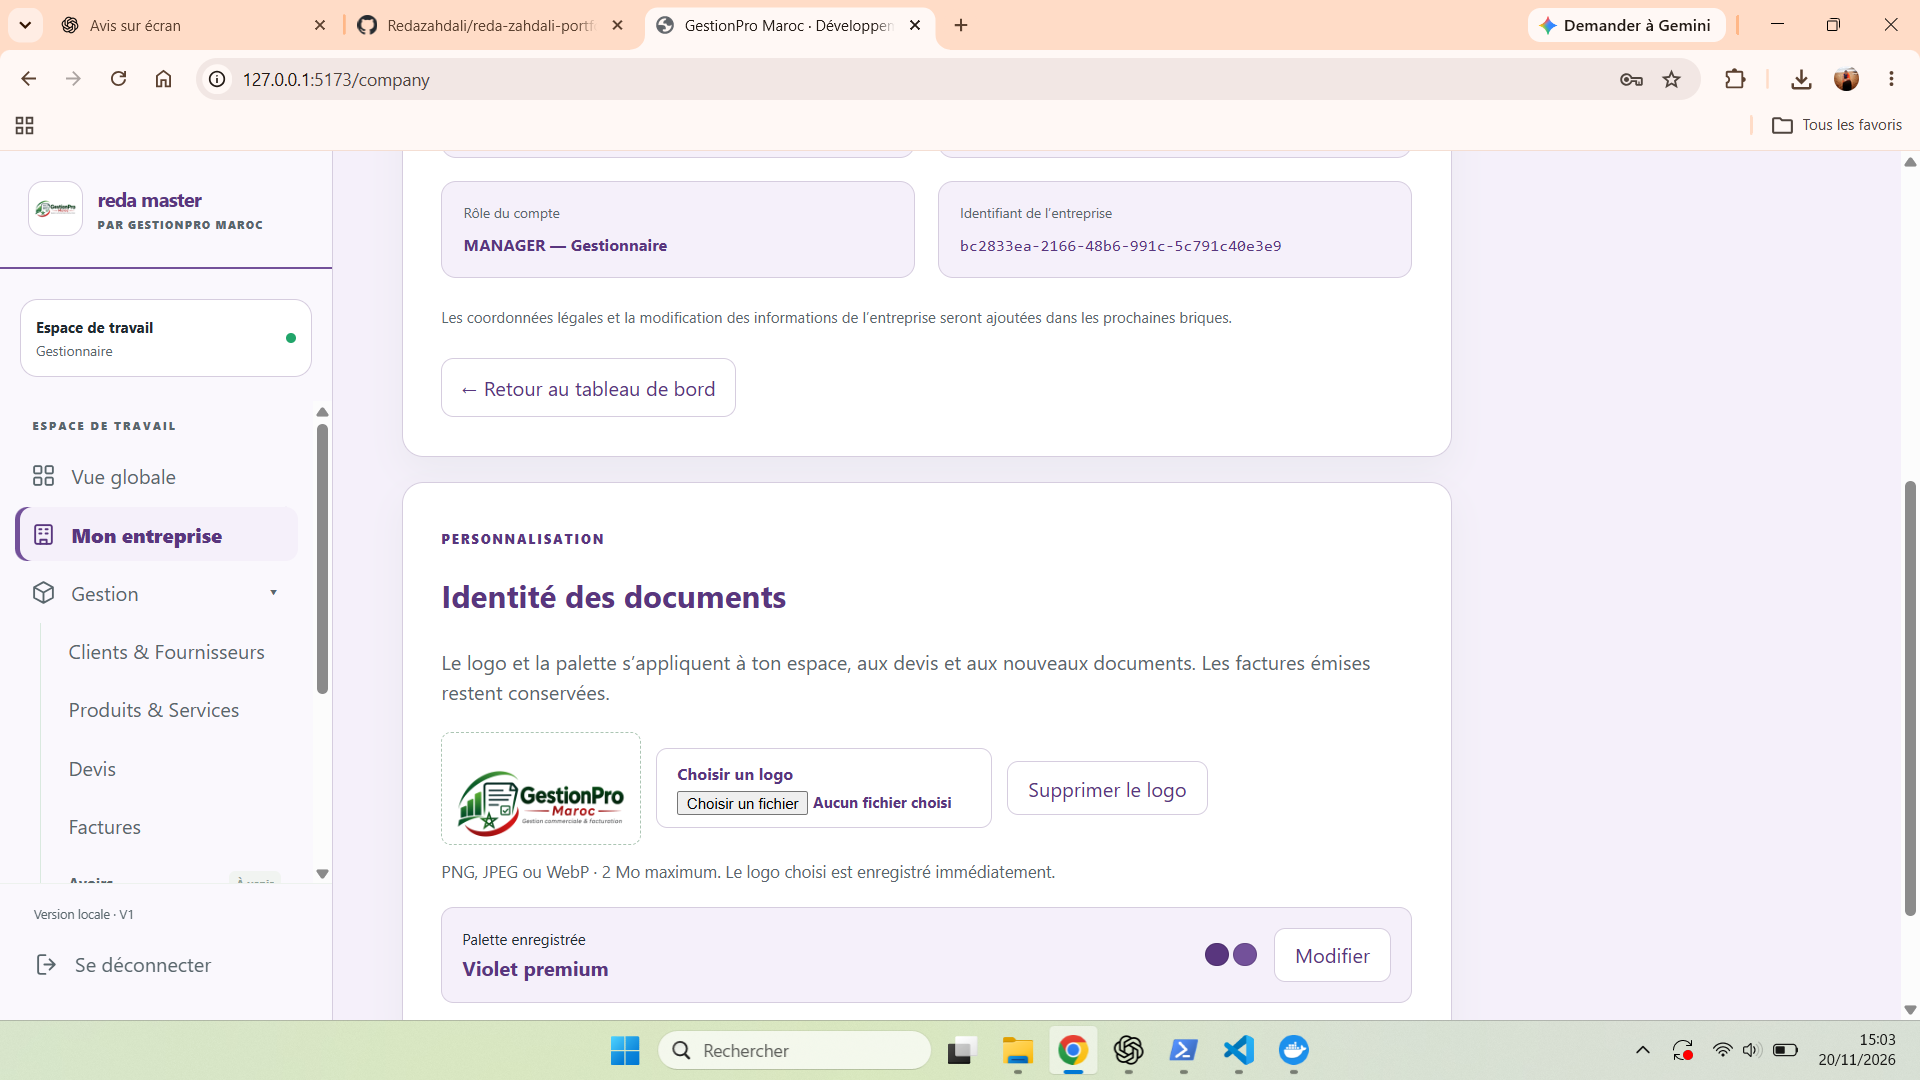 Avis sur écran
Redazahdali/reda-zahdali-portf
GestionPro Maroc · Développen
Demander à Gemini
127.0.0.1:5173/company
Tous les favoris
reda master
PAR GESTIONPRO MAROC
Espace de travail
Gestionnaire
ESPACE DE TRAVAIL
Vue globale
Mon entreprise
Gestion
Clients & Fournisseurs
Produits & Services
Devis
Factures
Avoirs
À venir
Version locale · V1
Se déconnecter
Rôle du compte
MANAGER — Gestionnaire
Identifiant de l’entreprise
bc2833ea-2166-48b6-991c-5c791c40e3e9
Les coordonnées légales et la modification des informations de l’entreprise seront ajoutées dans les prochaines briques.
← Retour au tableau de bord
PERSONNALISATION
Identité des documents
Le logo et la palette s’appliquent à ton espace, aux devis et aux nouveaux documents. Les factures émises
restent conservées.
GestionPro
Maroc
Gestion commerciale & facturation
Choisir un logo
Choisir un fichier Aucun fichier choisi
Supprimer le logo
PNG, JPEG ou WebP · 2 Mo maximum. Le logo choisi est enregistré immédiatement.
Palette enregistrée
Violet premium
Modifier
Rechercher
15:03
20/11/2026